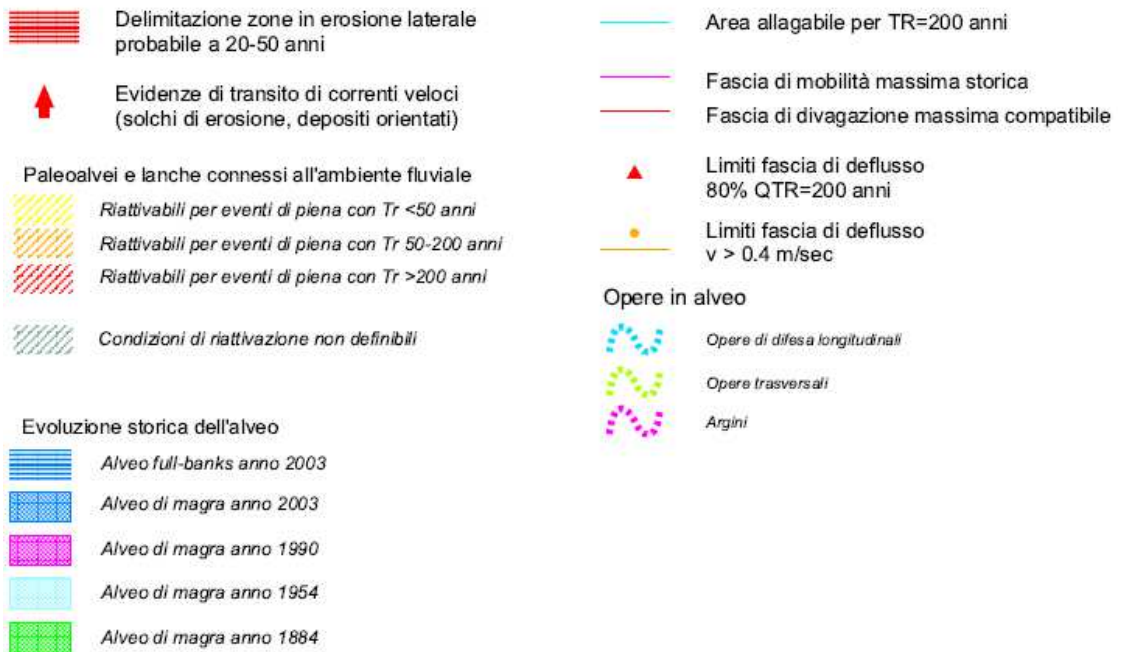 Delimitazione zone in erosione laterale
probabile a 20-50 anni
Evidenze di transito di correnti veloci
(solchi di erosione, depositi orientati)
Paleoalvei e lanche connessi all'ambiente fluviale
Riattivabili per eventi di piena con Tr <50 anni
Riattivabili per eventi di piena con Tr 50-200 anni
Riattivabili per eventi di piena con Tr >200 anni
Condizioni di riattivazione non definibili
Evoluzione storica dell'alveo
Alveo full-banks anno 2003
Alveo di magra anno 2003
Alveo di magra anno 1990
Alveo di magra anno 1954
Alveo di magra anno 1884
Area allagabile per TR=200 anni
Fascia di mobilità massima storica
Fascia di divagazione massima compatibile
Limiti fascia di deflusso
80% QTR=200 anni
Limiti fascia di deflusso
v > 0.4 m/sec
Opere in alveo
Opere di difesa longitudinali
Opere trasversali
Argini